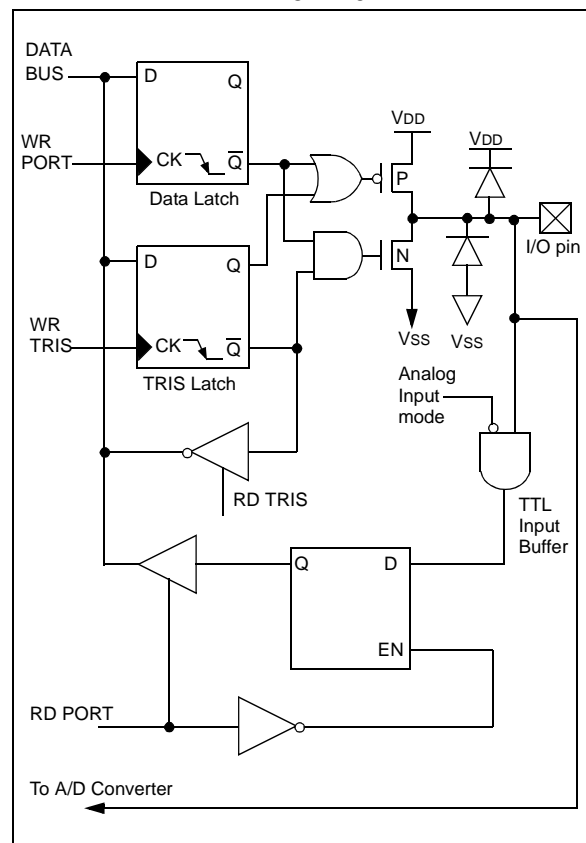 DATA
BUS
D
Q
VDD
VDD
WR
PORT
CK
Q
P
Data Latch
I/O pin
D
Q
N
WR
TRIS
CK
Q
VSS
VSS
TRIS Latch
Analog
Input
mode
RD TRIS
TTL
Input
Buffer
Q
D
EN
RD PORT
To A/D Converter